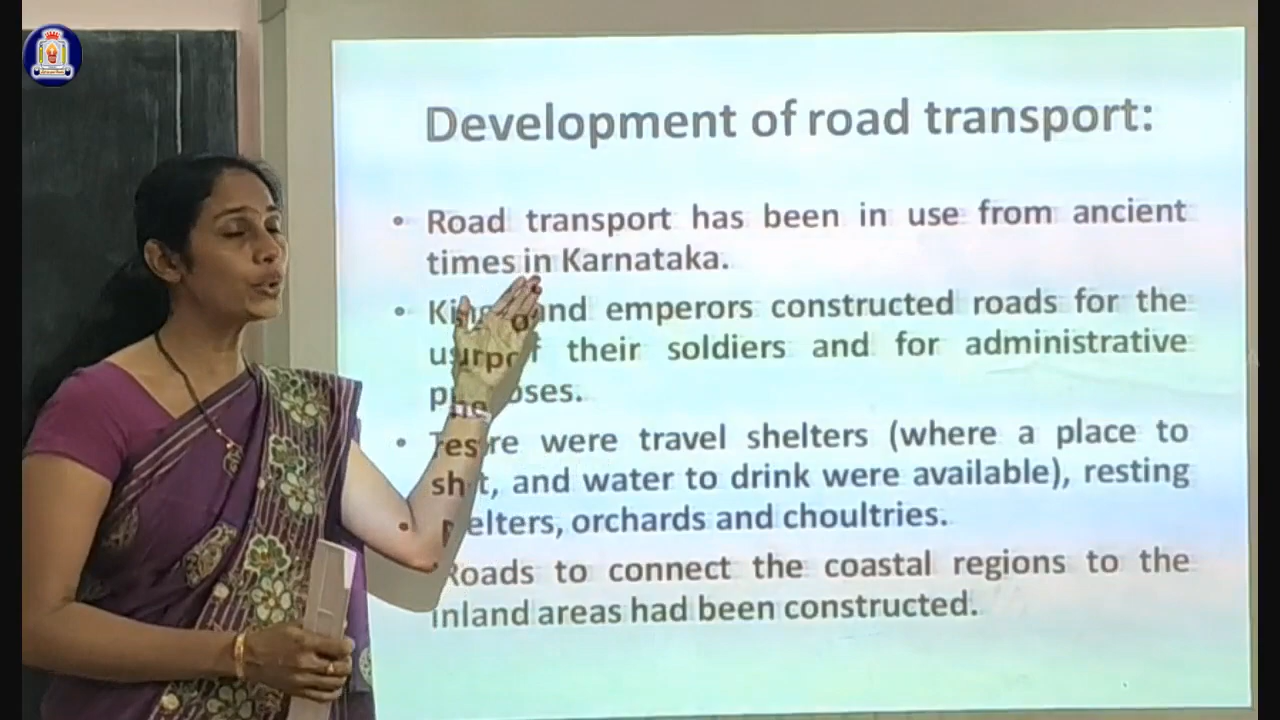 Development of road transport:
• Road transport has been in use from ancient
times in Karnataka.
• Kings and emperors constructed roads for the
use of their soldiers and for administrative
purposes.
• There were travel shelters (where a place to
rest, and water to drink were available), resting
shelters, orchards and choultries.
• Roads to connect the coastal regions to the
inland areas had been constructed.